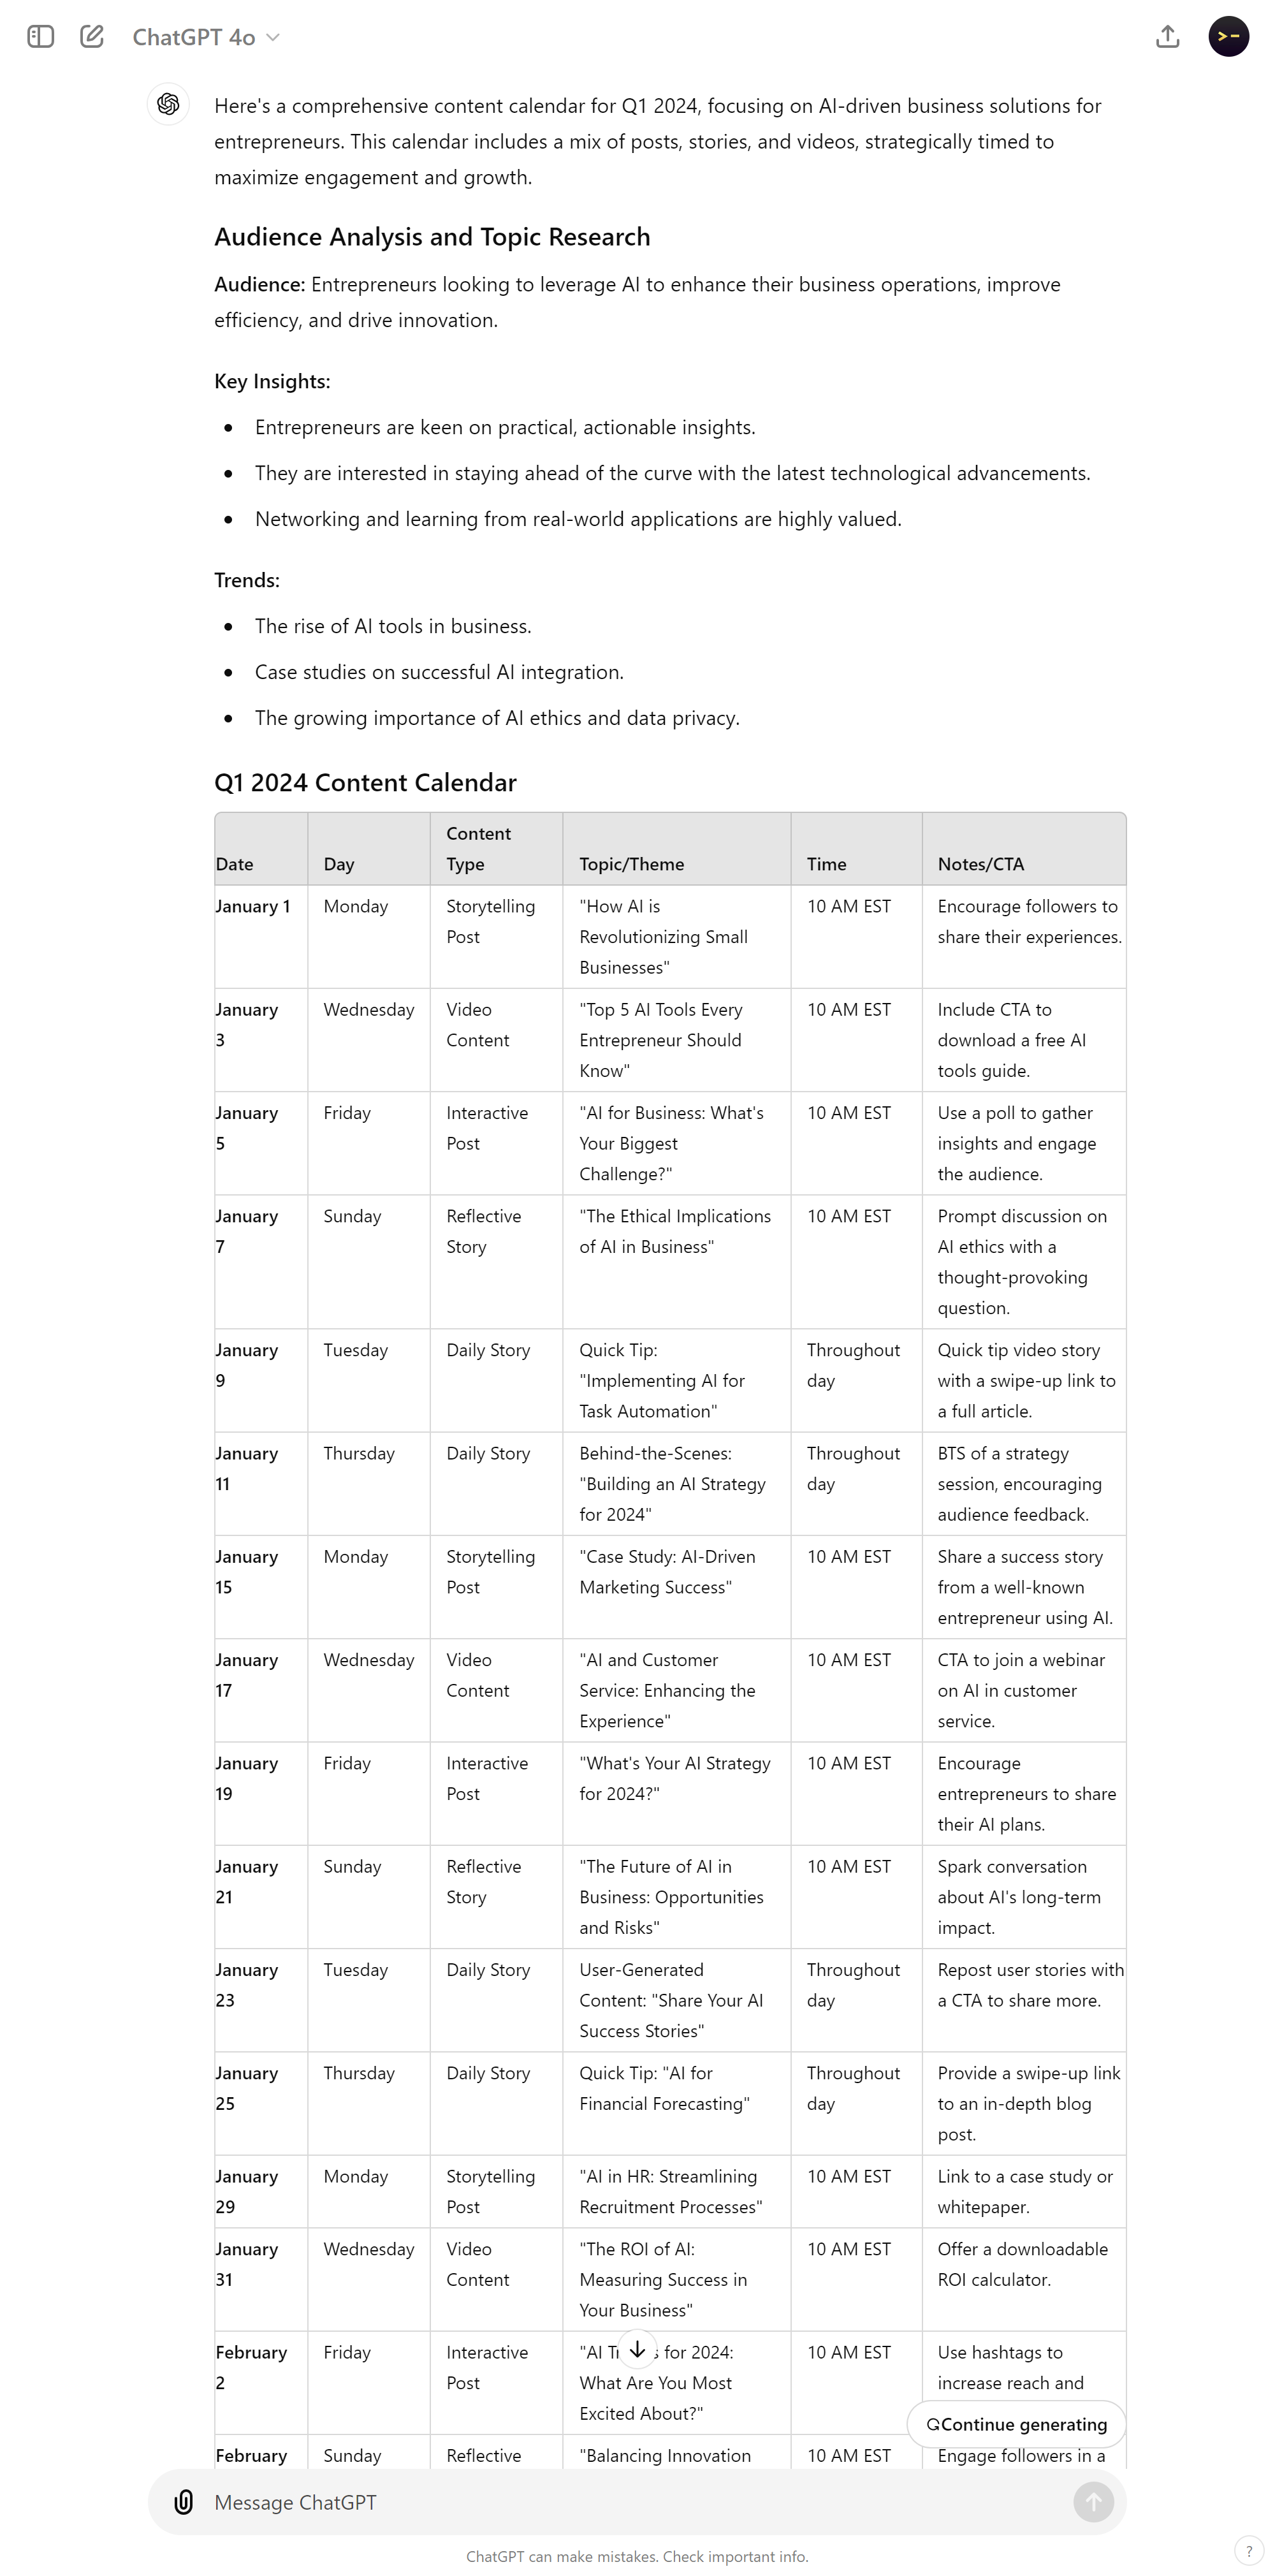 ChatGPT 4o
Here's a comprehensive content calendar for Q1 2024, focusing on AI-driven business solutions for
entrepreneurs. This calendar includes a mix of posts, stories, and videos, strategically timed to
maximize engagement and growth.
Audience Analysis and Topic Research
Audience: Entrepreneurs looking to leverage AI to enhance their business operations, improve
efficiency, and drive innovation.
Key Insights:
Entrepreneurs are keen on practical, actionable insights.
They are interested in staying ahead of the curve with the latest technological advancements.
Networking and learning from real-world applications are highly valued.
Trends:
The rise of AI tools in business.
Case studies on successful AI integration.
The growing importance of AI ethics and data privacy.
Q1 2024 Content Calendar
Content
Date Day Type Topic/Theme Time Notes/CTA
January 1 Monday Storytelling "How AI is 10 AM EST Encourage followers to
Post Revolutionizing Small share their experiences.
Businesses"
January Wednesday Video "Top 5 AI Tools Every 10 AM EST Include CTA to
3 Content Entrepreneur Should download a free AI
Know" tools guide.
January Friday Interactive "AI for Business: What's 10 AM EST Use a poll to gather
5 Post Your Biggest insights and engage
Challenge?" the audience.
January Sunday Reflective "The Ethical Implications 10 AM EST Prompt discussion on
7 Story of AI in Business" AI ethics with a
thought-provoking
question.
January Tuesday Daily Story Quick Tip: Throughout Quick tip video story
9 "Implementing AI for day with a swipe-up link to
Task Automation" a full article.
January Thursday Daily Story Behind-the-Scenes: Throughout BTS of a strategy
11 "Building an AI Strategy day session, encouraging
for 2024" audience feedback.
January Monday Storytelling "Case Study: AI-Driven 10 AM EST Share a success story
15 Post Marketing Success" from a well-known
entrepreneur using AI.
January Wednesday Video "AI and Customer 10 AM EST CTA to join a webinar
17 Content Service: Enhancing the on AI in customer
Experience" service.
January Friday Interactive "What's Your AI Strategy 10 AM EST Encourage
19 Post for 2024?" entrepreneurs to share
their AI plans.
January Sunday Reflective "The Future of AI in 10 AM EST Spark conversation
21 Story Business: Opportunities about AI's long-term
and Risks" impact.
January Tuesday Daily Story User-Generated Throughout Repost user stories with
23 Content: "Share Your AI day a CTA to share more.
Success Stories"
January Thursday Daily Story Quick Tip: "AI for Throughout Provide a swipe-up link
25 Financial Forecasting" day to an in-depth blog
post.
January Monday Storytelling "AI in HR: Streamlining 10 AM EST Link to a case study or
29 Post Recruitment Processes" whitepaper.
January Wednesday Video "The ROI of AI: 10 AM EST Offer a downloadable
31 Content Measuring Success in ROI calculator.
Your Business"
February Friday Interactive "AI for 2024: 10 AM EST Use hashtags to
2 Post What Are You Most increase reach and
Excited About?"
Continue generating
February Sunday Reflective "Balancing Innovation 10 AM EST Engage followers in a
Message ChatGPT
ChatGPT can make mistakes. Check important info.
?